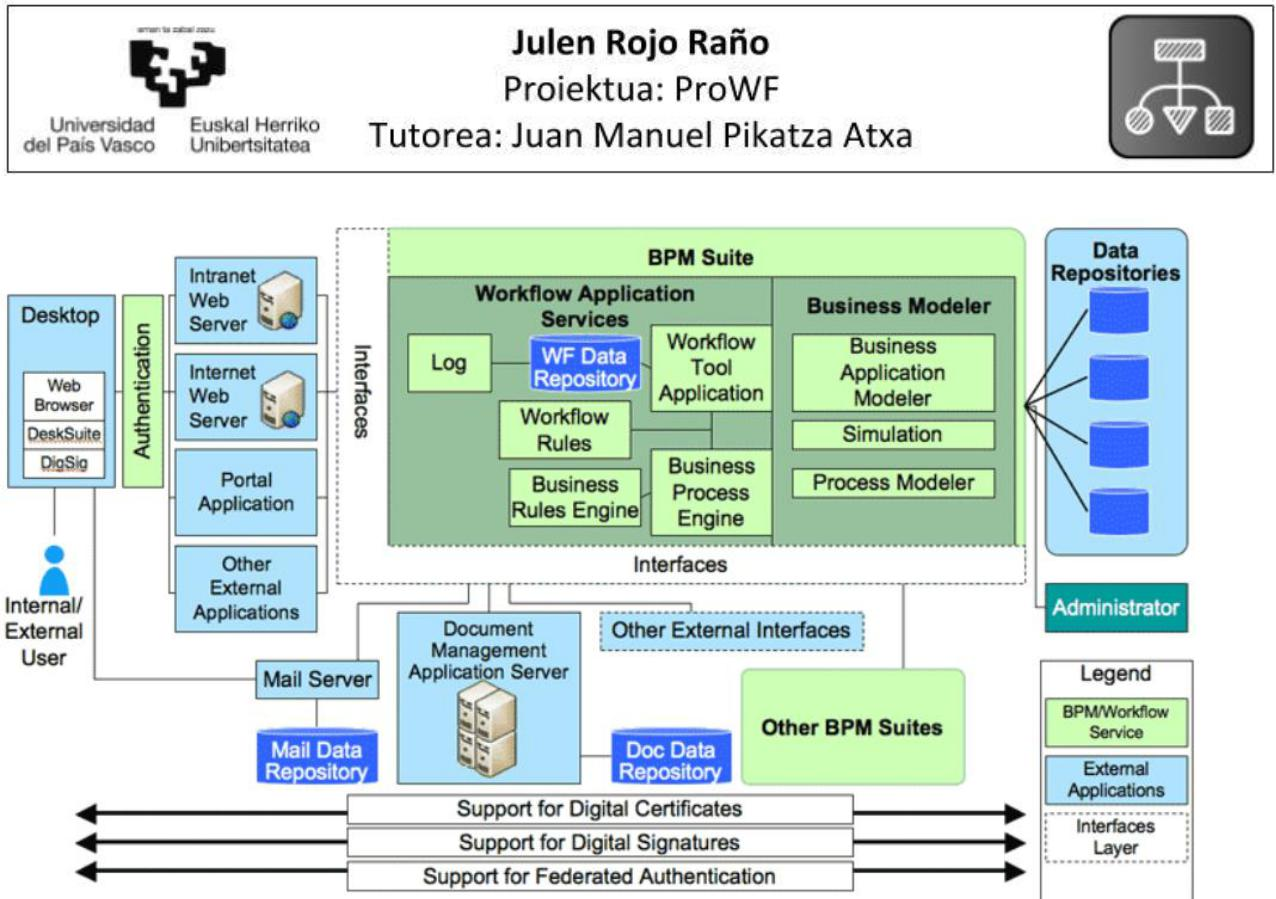 eman ta zabal zazu
Universidad
del País Vasco
Euskal Herriko
Unibertsitatea
Julen Rojo Raño
Proiektua: ProWF
Tutorea: Juan Manuel Pikatza Atxa
Desktop
Web
Browser
DeskSuite
DigSig
Internal/
External
User
Authentication
Intranet
Web
Server
Internet
Web
Server
Portal
Application
Other
External
Applications
Interfaces
BPM Suite
Workflow Application
Services
Log
WF Data
Repository
Workflow
Tool
Application
Workflow
Rules
Business
Rules Engine
Business
Process
Engine
Business Modeler
Business
Application
Modeler
Simulation
Process Modeler
Interfaces
Data
Repositories
Administrator
Mail Server
Mail Data
Repository
Document
Management
Application Server
Doc Data
Repository
Other External Interfaces
Other BPM Suites
Legend
BPM/Workflow
Service
External
Applications
Interfaces
Layer
Support for Digital Certificates
Support for Digital Signatures
Support for Federated Authentication